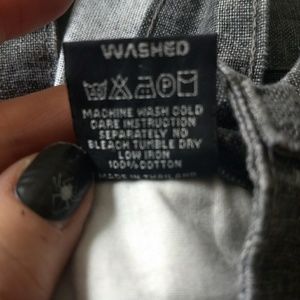 WASHED
MACHINE WASH COLD
CARE INSTRUCTION
SEPARATELY NO
BLEACH TUMBLE DRY
LOW IRON
100% COTTON
MADE IN THAILAND